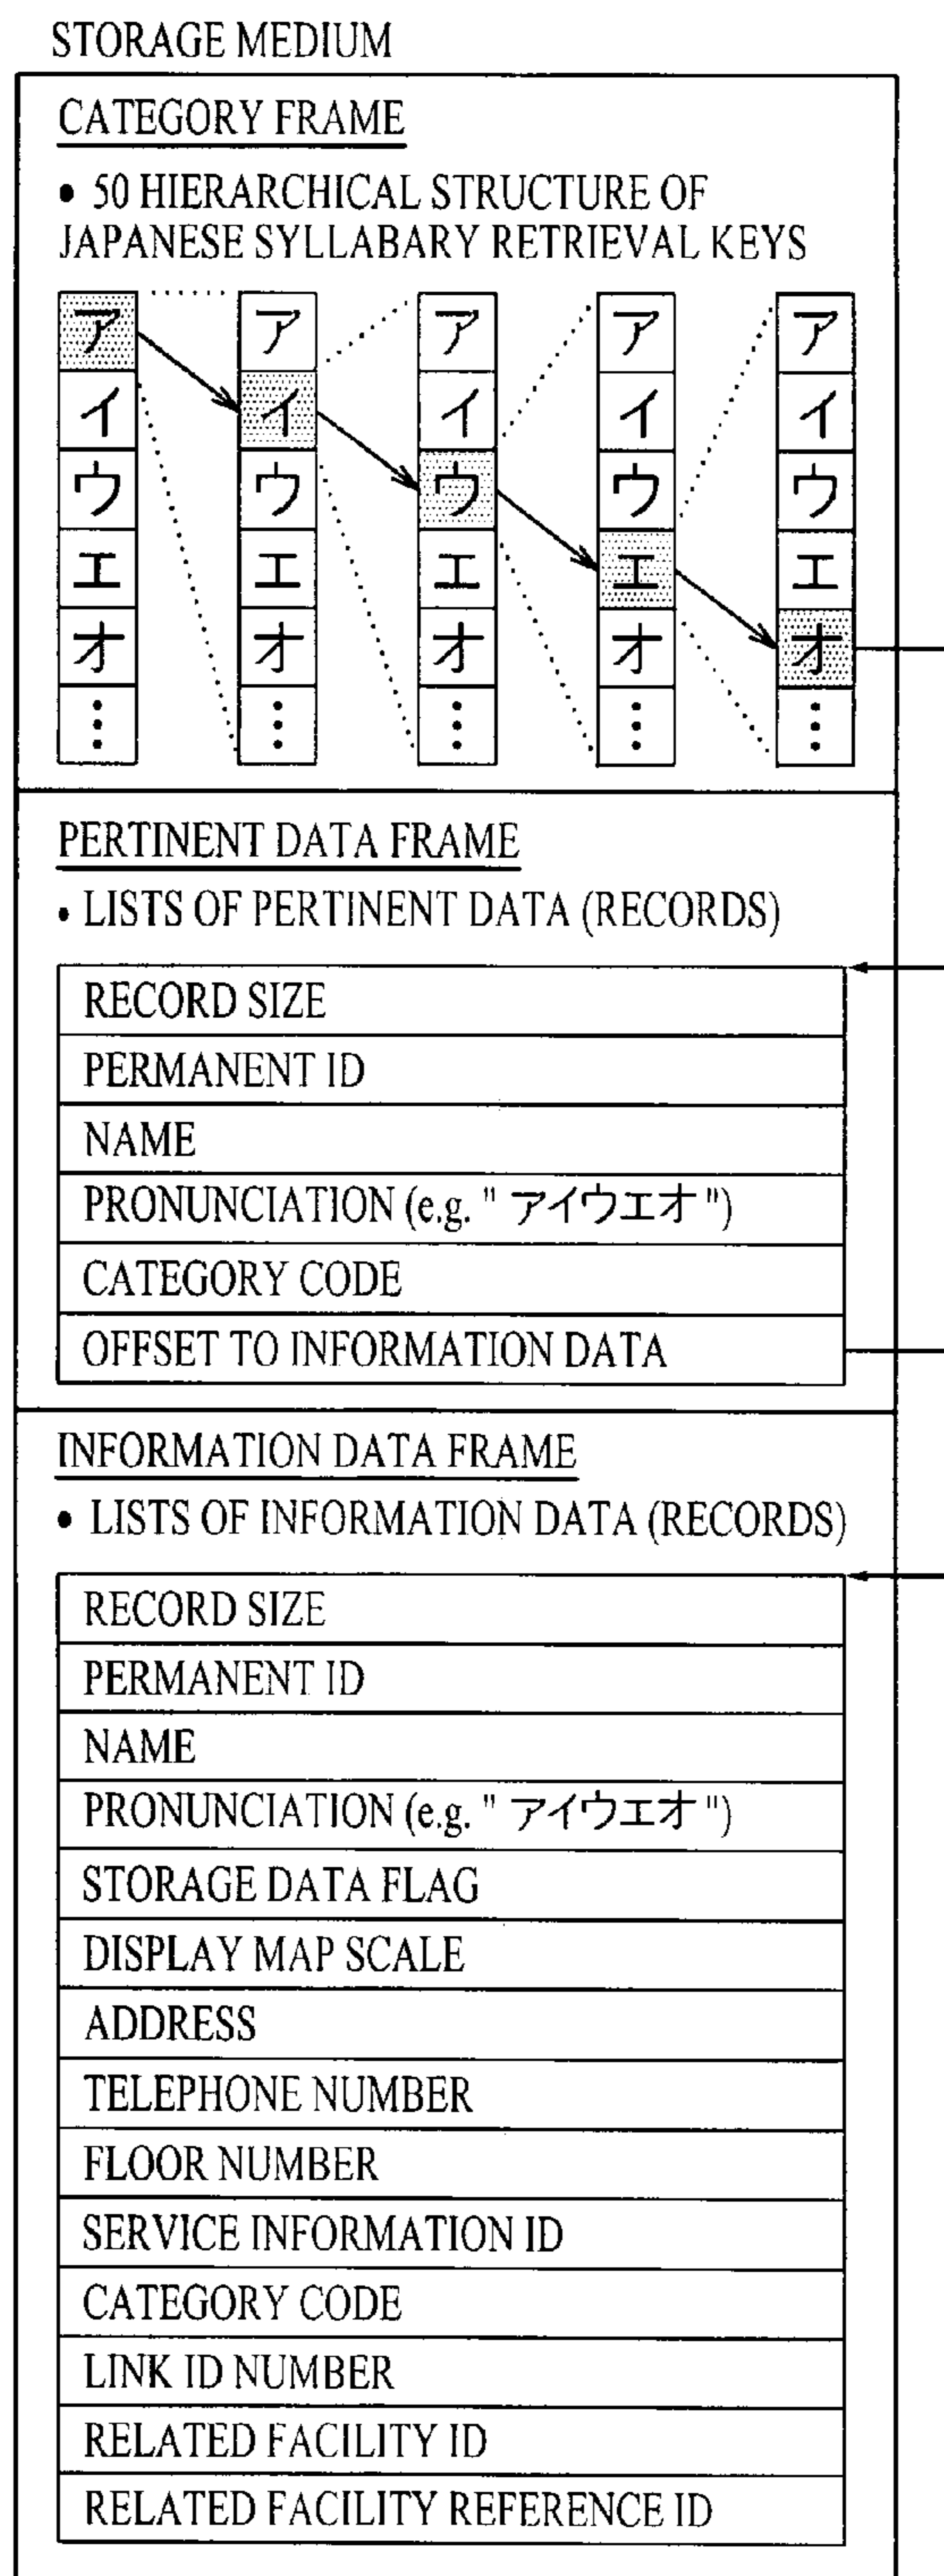 STORAGE MEDIUM
CATEGORY FRAME
• 50 HIERARCHICAL STRUCTURE OF
JAPANESE SYLLABARY RETRIEVAL KEYS
ア ア ア ア ア
イ イ イ イ イ
ウ ウ ウ ウ ウ
エ エ エ エ エ
オ オ オ オ オ
⋮ ⋮ ⋮ ⋮ ⋮
PERTINENT DATA FRAME
• LISTS OF PERTINENT DATA (RECORDS)
RECORD SIZE
PERMANENT ID
NAME
PRONUNCIATION (e.g. " アイウエオ ")
CATEGORY CODE
OFFSET TO INFORMATION DATA
INFORMATION DATA FRAME
• LISTS OF INFORMATION DATA (RECORDS)
RECORD SIZE
PERMANENT ID
NAME
PRONUNCIATION (e.g. " アイウエオ ")
STORAGE DATA FLAG
DISPLAY MAP SCALE
ADDRESS
TELEPHONE NUMBER
FLOOR NUMBER
SERVICE INFORMATION ID
CATEGORY CODE
LINK ID NUMBER
RELATED FACILITY ID
RELATED FACILITY REFERENCE ID